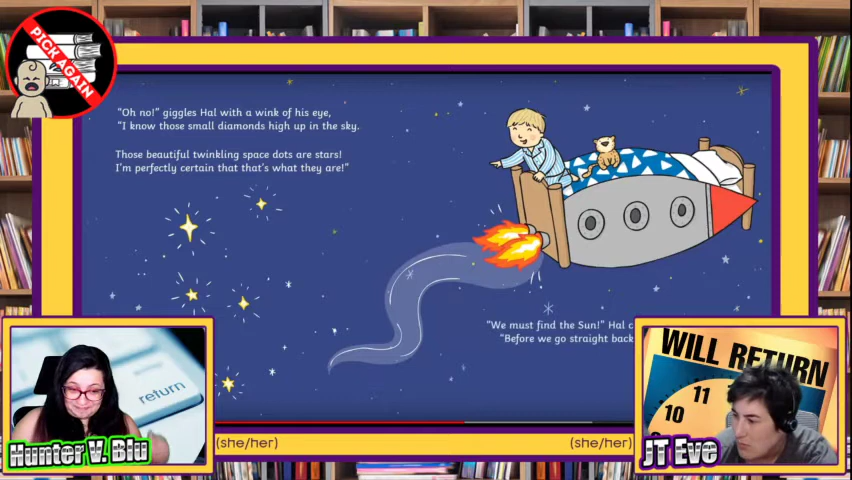 PICK AGAIN
"Oh no!" giggles Hal with a wink of his eye,
"I know those small diamonds high up in the sky.
Those beautiful twinkling space dots are stars!
I'm perfectly certain that that's what they are!"
"We must find the Sun!" Hal
"Before we go straight back
return
WILL RETURN
11
10
Hunter V. Blu
(she/her)
(she/her)
JT Eve